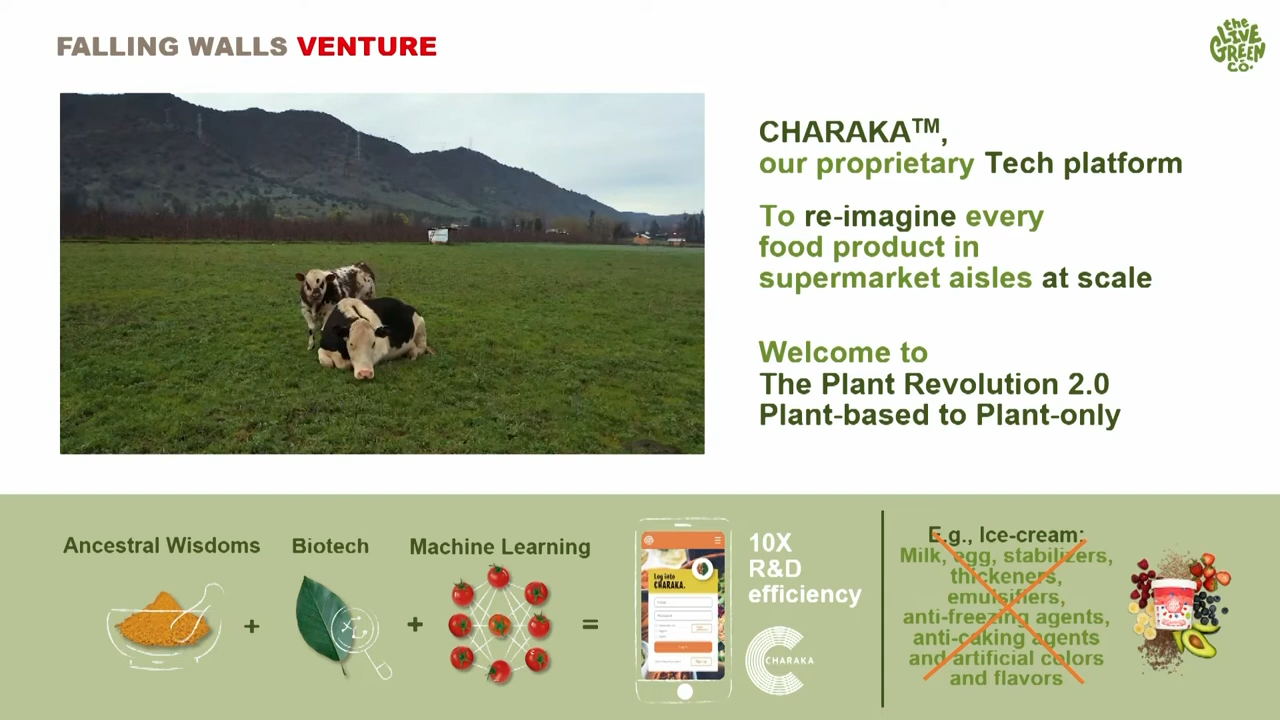 FALLING WALLS VENTURE
the
LIVE
GREEN
CO.
CHARAKA™,
our proprietary Tech platform
To re-imagine every
food product in
supermarket aisles at scale
Welcome to
The Plant Revolution 2.0
Plant-based to Plant-only
Ancestral Wisdoms
Biotech
Machine Learning
+
+
=
Log into
CHARAKA.
10X
R&D
efficiency
CHARAKA
E.g., Ice-cream:
Milk, egg, stabilizers,
thickeners,
emulsifiers,
anti-freezing agents,
anti-caking agents
and artificial colors
and flavors